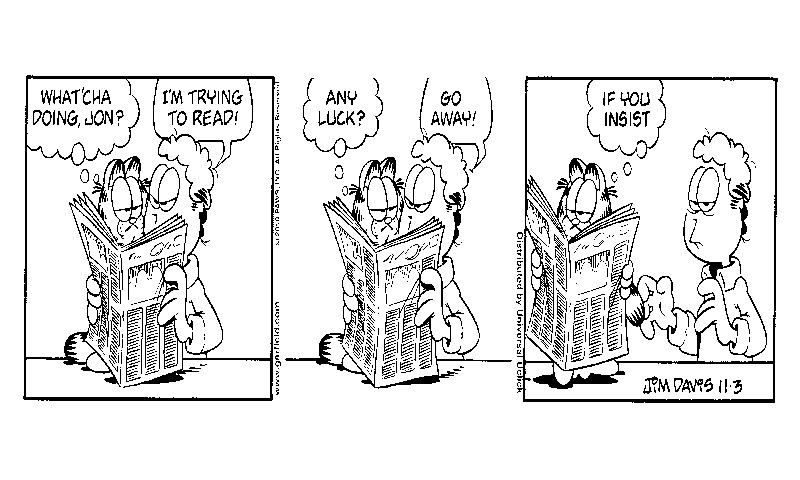 WHAT'CHA
DOING, JON?
I'M TRYING
TO READ!
www.garfield.com
ANY
LUCK?
GO
AWAY!
IF YOU
INSIST
Distributed by Universal Uclick
JIM DAVIS 11·3